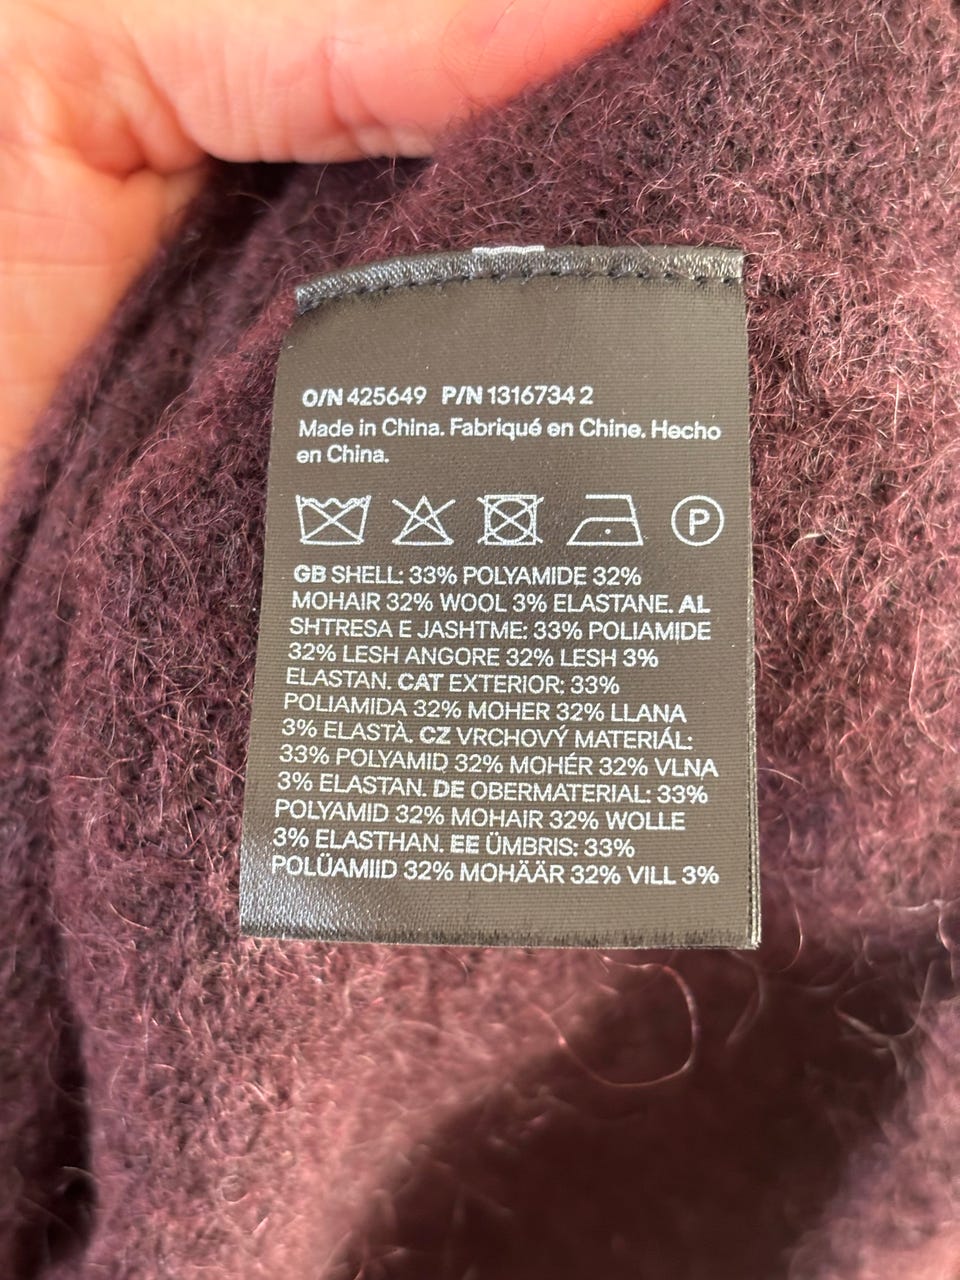 O/N 425649 P/N 1316734 2
Made in China. Fabriqué en Chine. Hecho
en China.
P
GB SHELL: 33% POLYAMIDE 32%
MOHAIR 32% WOOL 3% ELASTANE. AL
SHTRESA E JASHTME: 33% POLIAMIDE
32% LESH ANGORE 32% LESH 3%
ELASTAN. CAT EXTERIOR: 33%
POLIAMIDA 32% MOHER 32% LLANA
3% ELASTÀ. CZ VRCHOVÝ MATERIÁL:
33% POLYAMID 32% MOHÉR 32% VLNA
3% ELASTAN. DE OBERMATERIAL: 33%
POLYAMID 32% MOHAIR 32% WOLLE
3% ELASTHAN. EE ÜMBRIS: 33%
POLÜAMIID 32% MOHÄÄR 32% VILL 3%